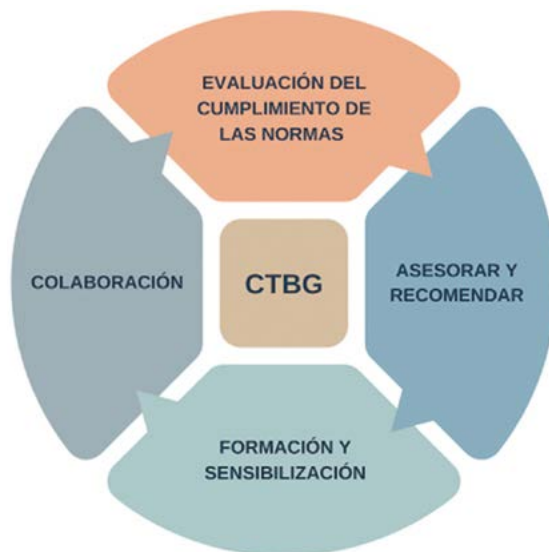 EVALUACIÓN DEL
CUMPLIMIENTO DE
LAS NORMAS
COLABORACIÓN
CTBG
ASESORAR Y
RECOMENDAR
FORMACIÓN Y
SENSIBILIZACIÓN